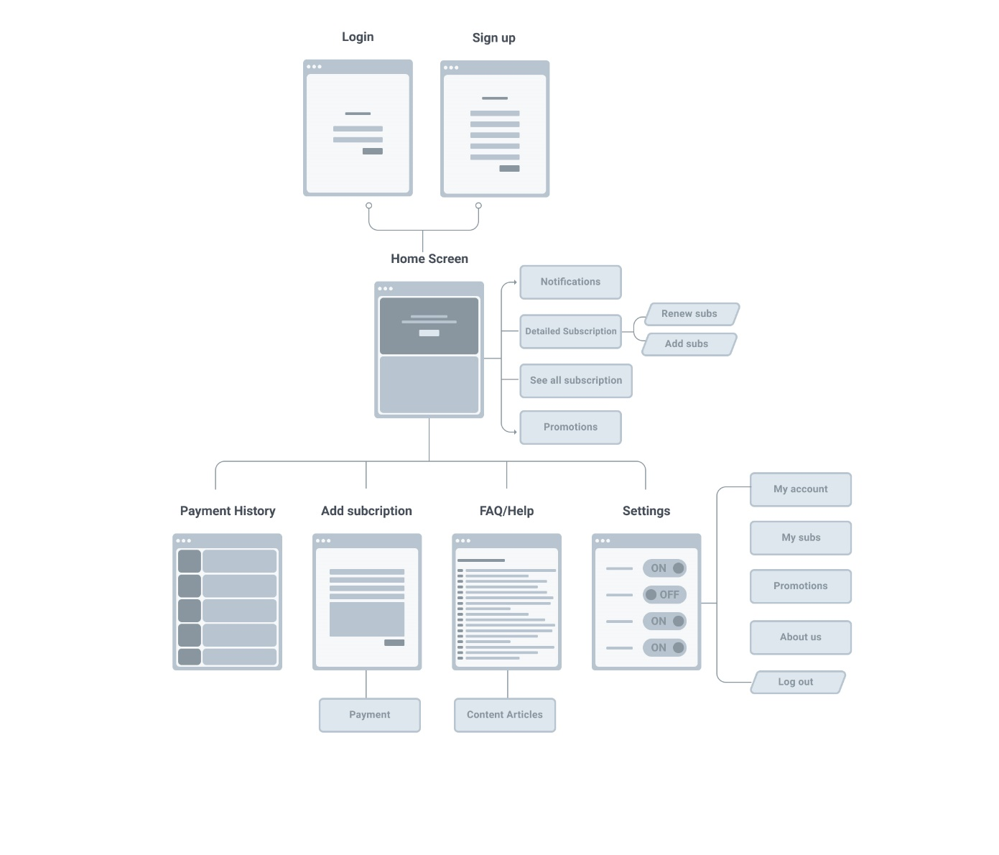 Login
Sign up
Home Screen
Notifications
Detailed Subscription
Renew subs
Add subs
See all subscription
Promotions
Payment History
Add subcription
FAQ/Help
Settings
ON
OFF
ON
ON
My account
My subs
Promotions
About us
Log out
Payment
Content Articles